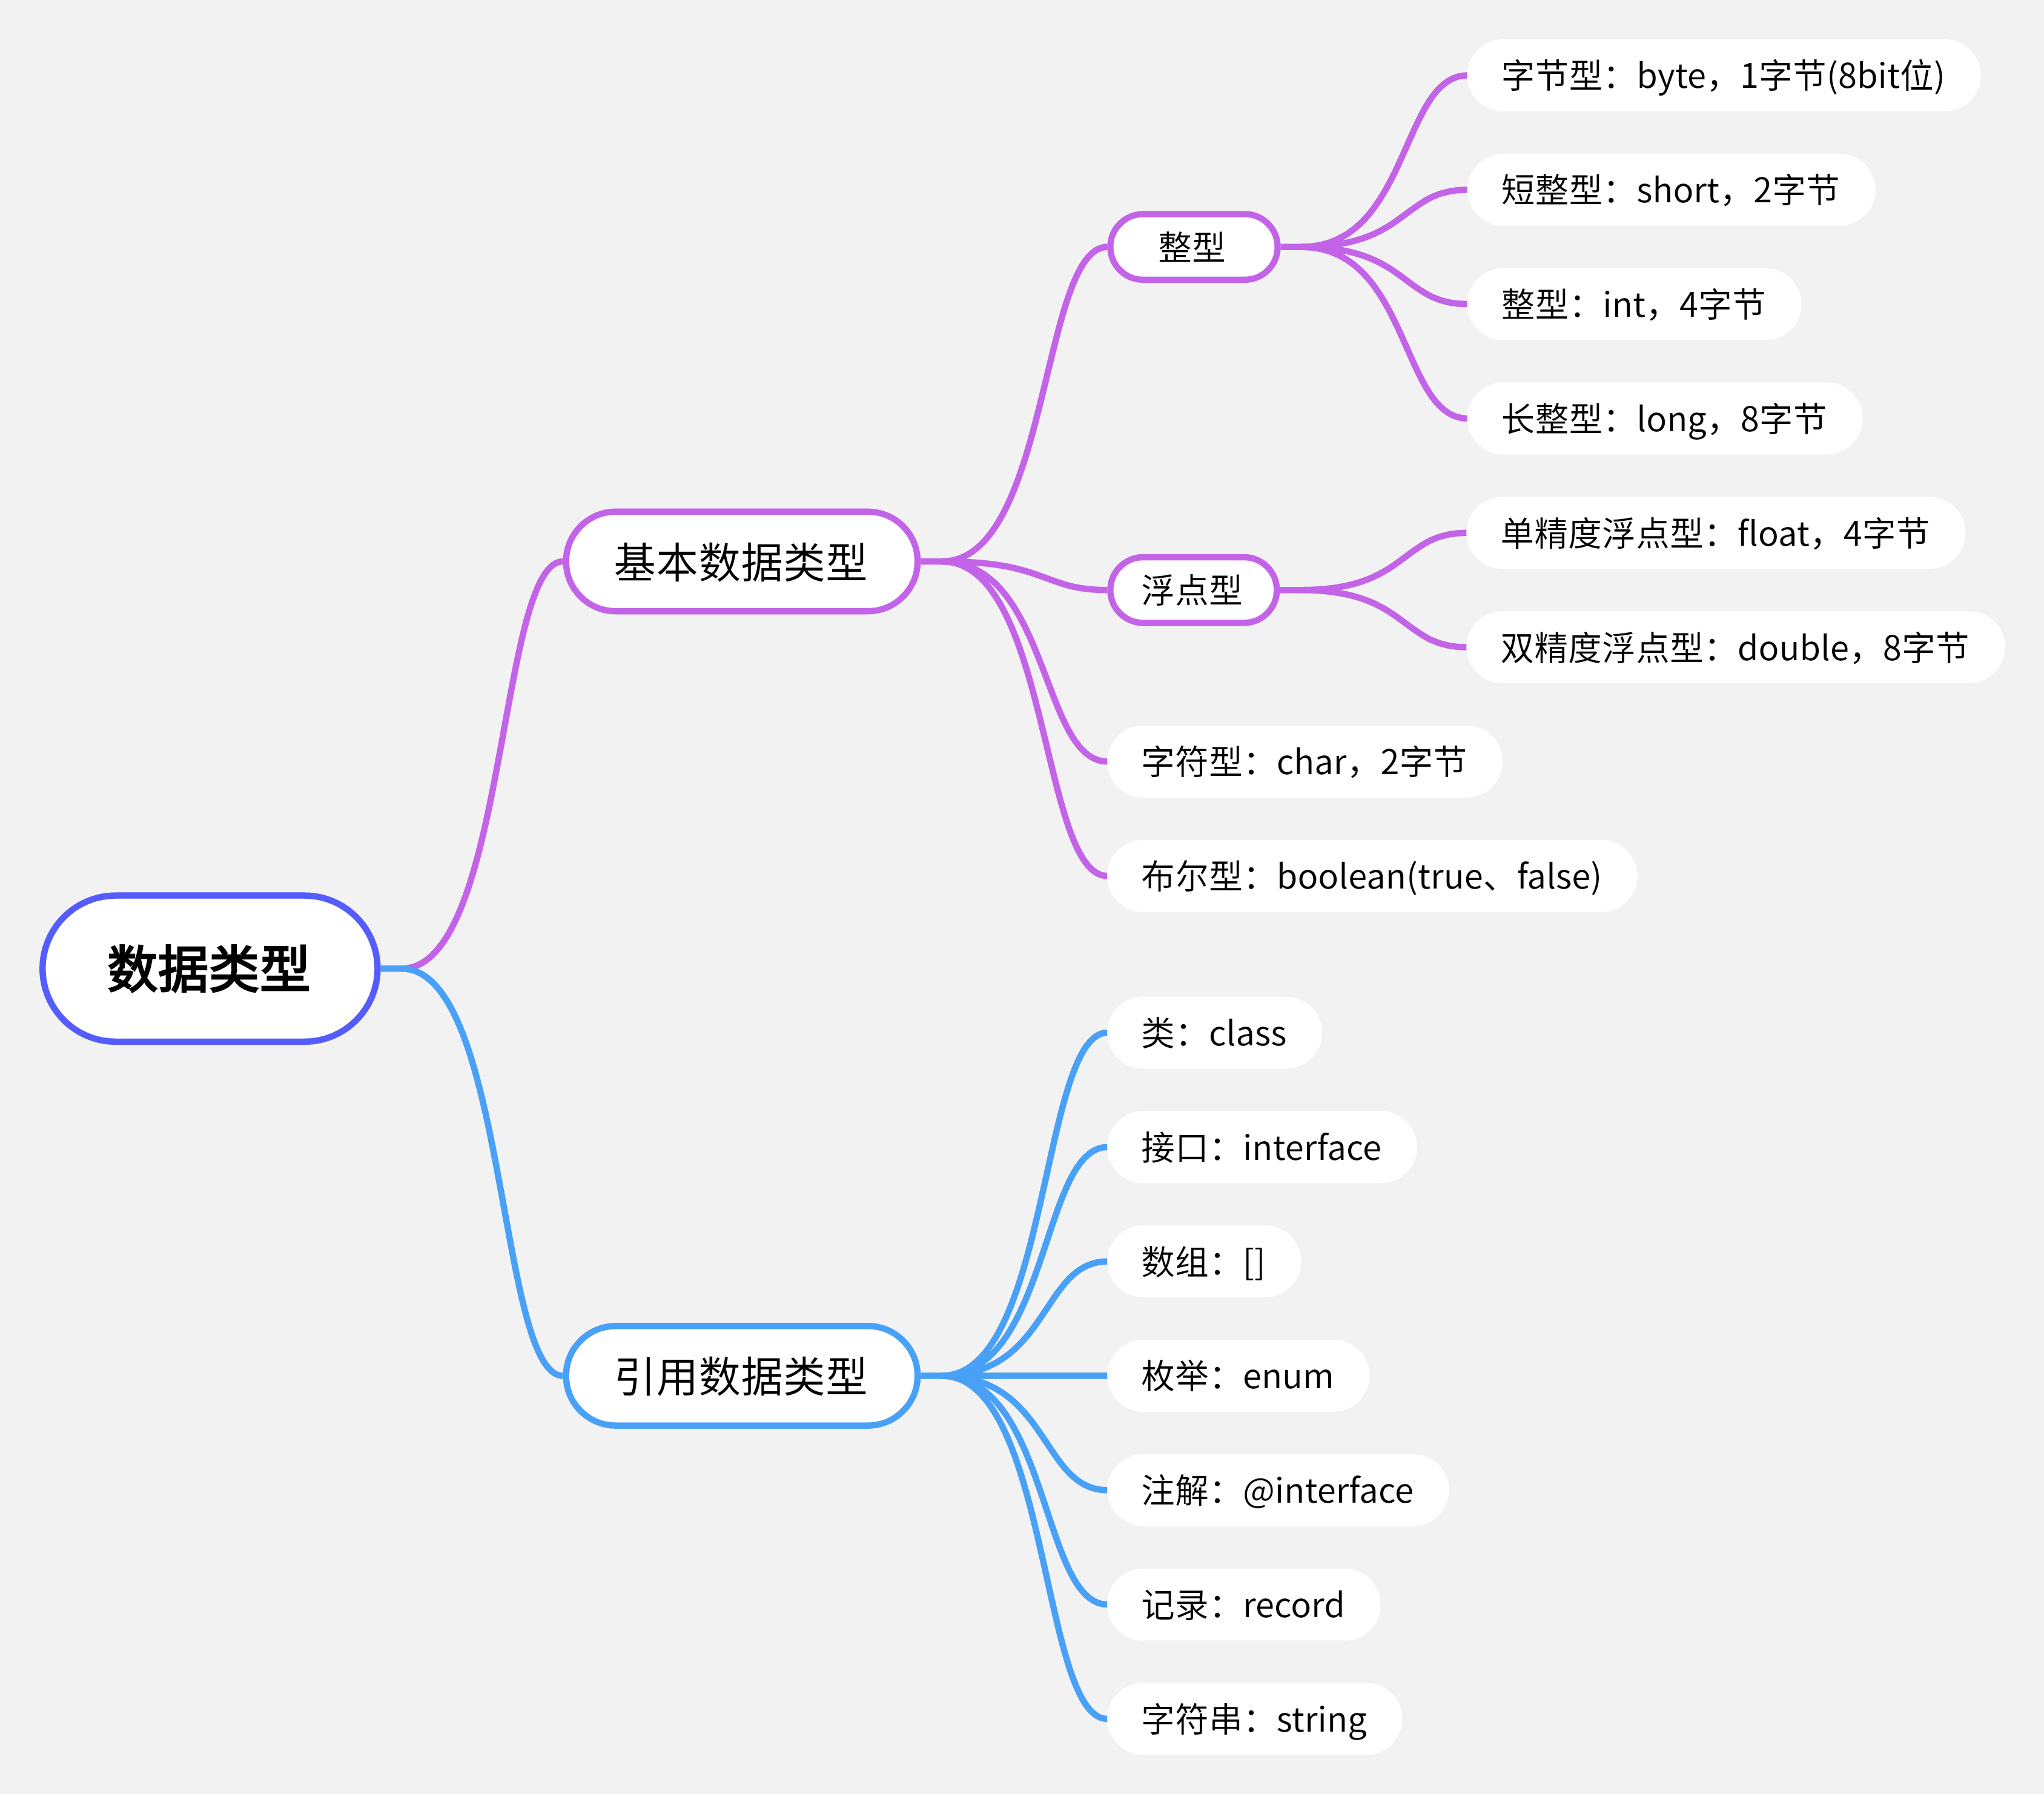 数据类型
基本数据类型
整型
字节型：byte，1字节(8bit位)
短整型：short，2字节
整型：int，4字节
长整型：long，8字节
浮点型
单精度浮点型：float，4字节
双精度浮点型：double，8字节
字符型：char，2字节
布尔型：boolean(true、false)
引用数据类型
类：class
接口：interface
数组：[]
枚举：enum
注解：@interface
记录：record
字符串：string